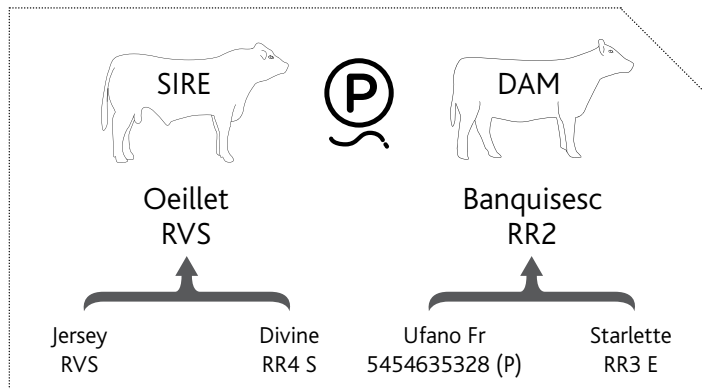 SIRE
P
DAM
Oeillet
RVS
Banquisesc
RR2
Jersey
RVS
Divine
RR4 S
Ufano Fr
5454635328 (P)
Starlette
RR3 E